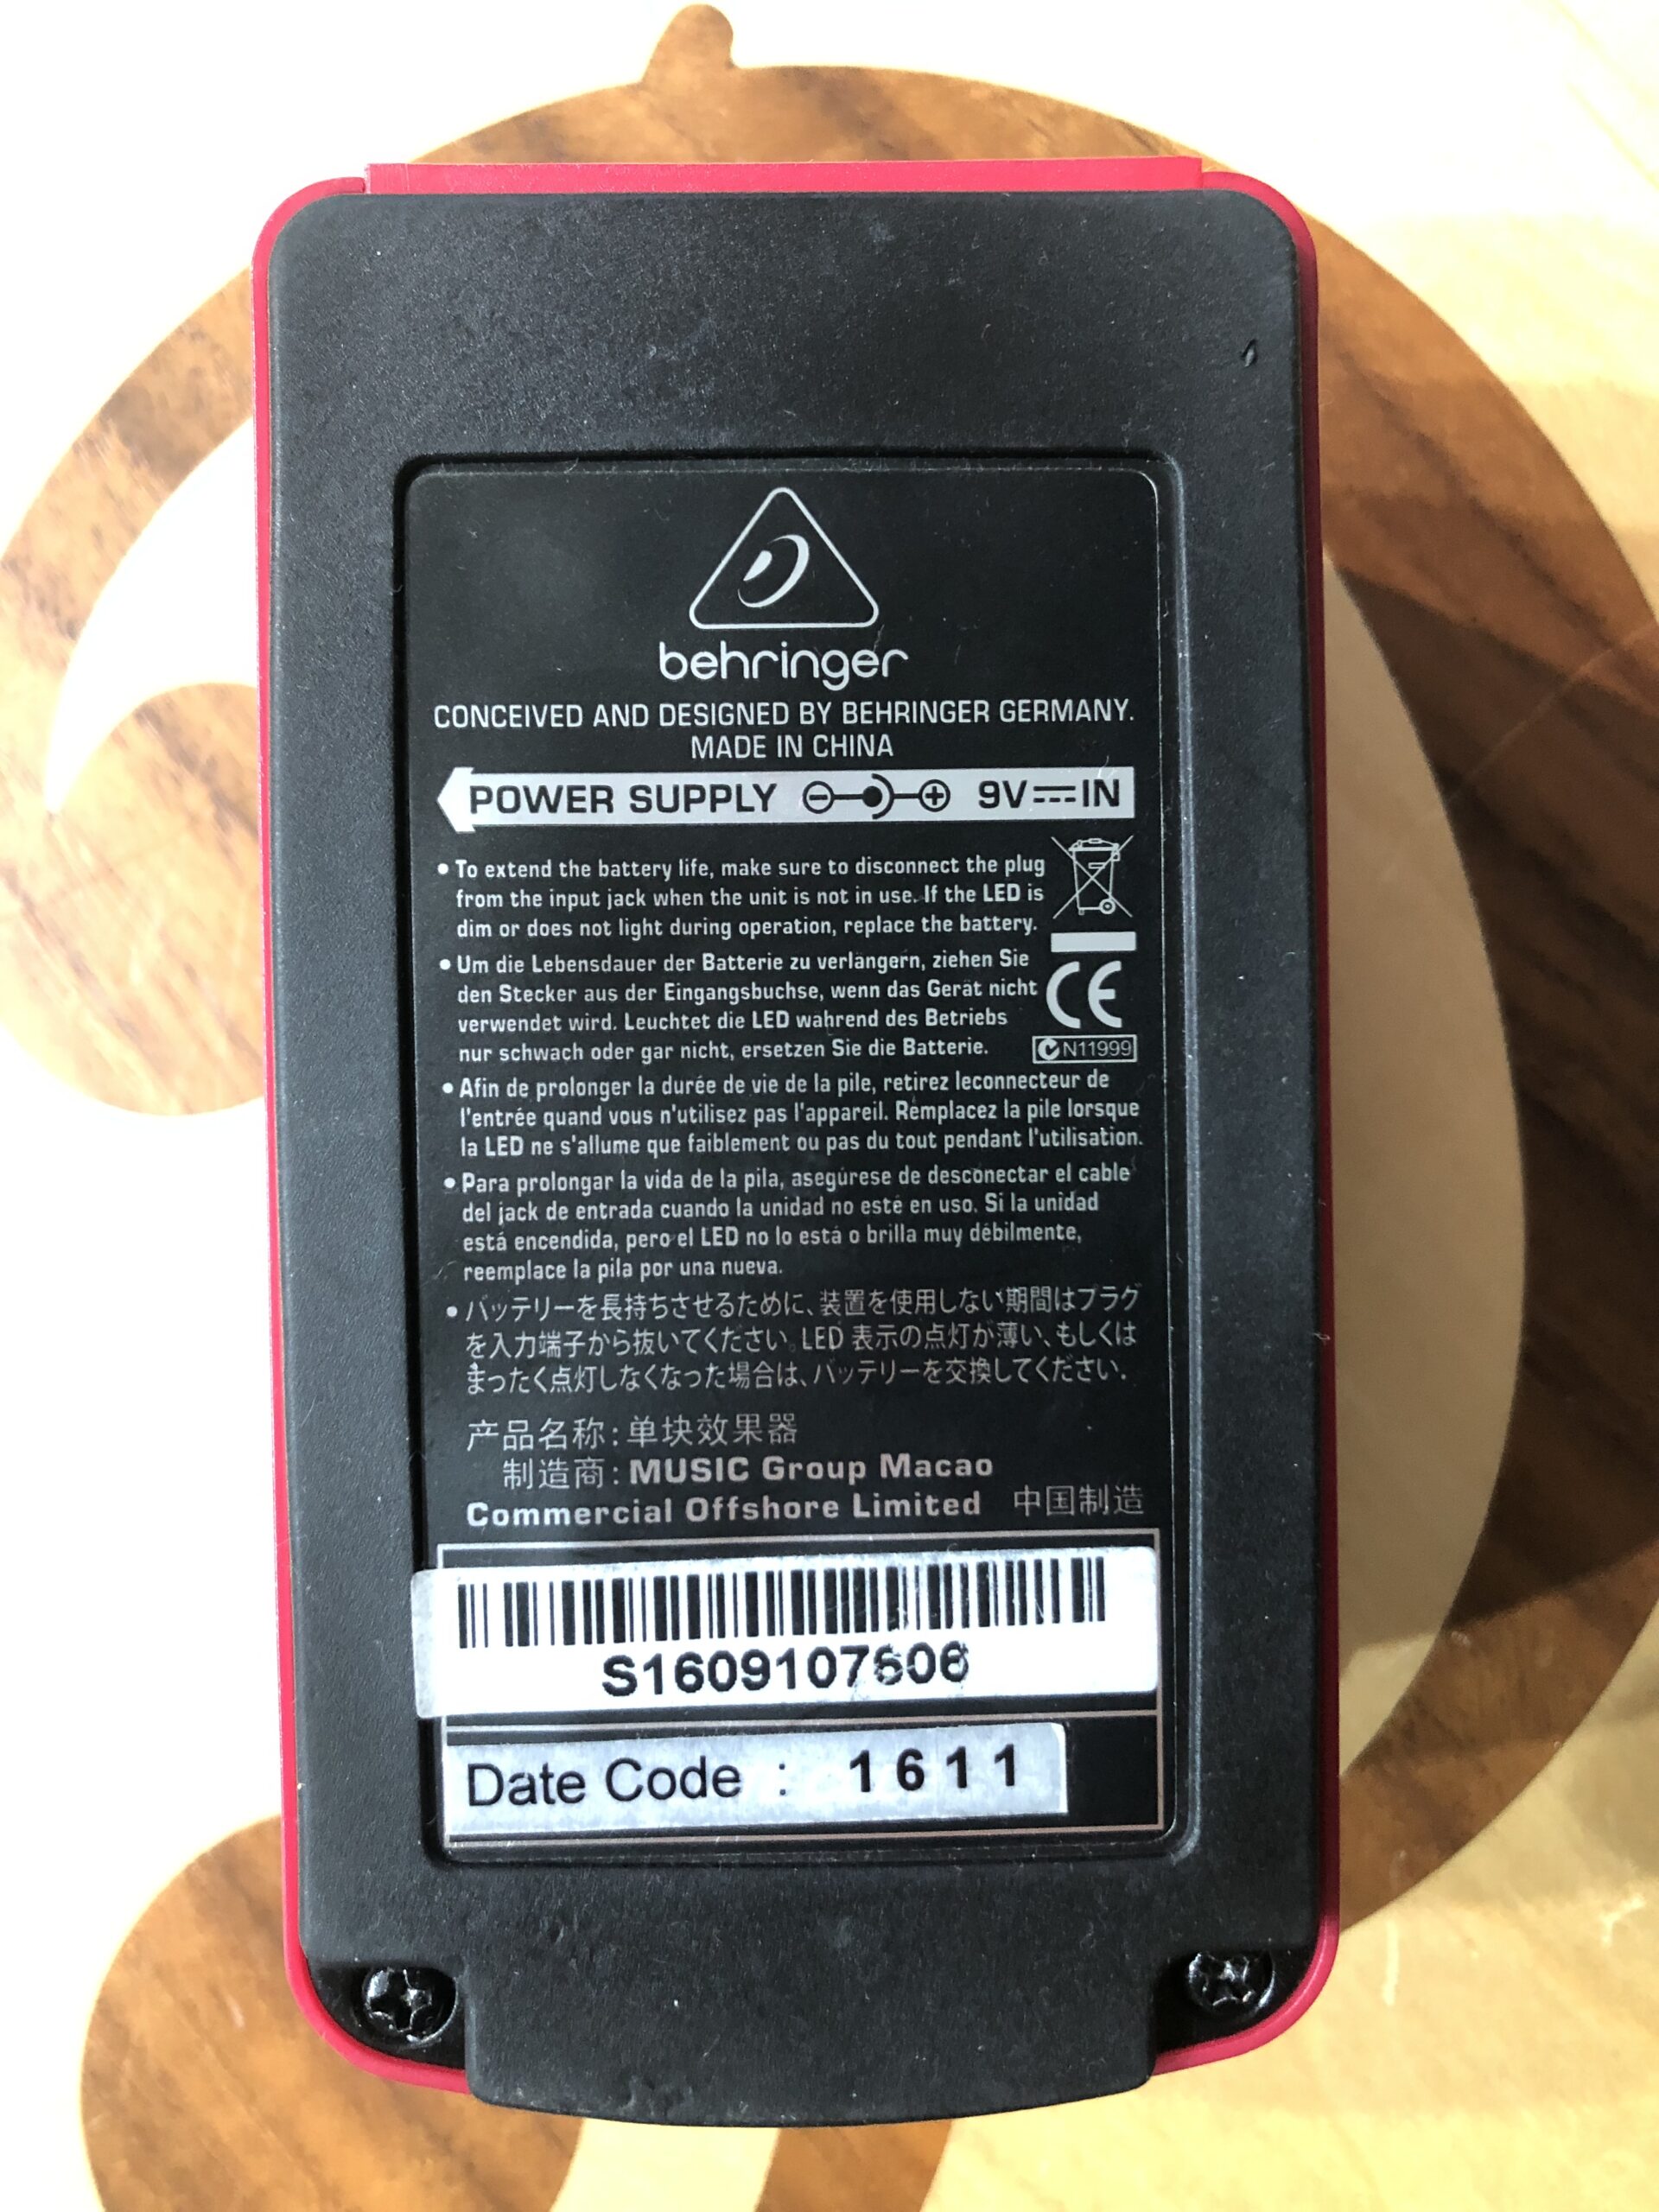 behringer
CONCEIVED AND DESIGNED BY BEHRINGER GERMANY.
MADE IN CHINA
POWER SUPPLY 9V IN
• To extend the battery life, make sure to disconnect the plug
from the input jack when the unit is not in use. If the LED is
dim or does not light during operation, replace the battery.
• Um die Lebensdauer der Batterie zu verlängern, ziehen Sie
den Stecker aus der Eingangsbuchse, wenn das Gerät nicht
verwendet wird. Leuchtet die LED wahrend des Betriebs
nur schwach oder gar nicht, ersetzen Sie die Batterie.
CE
N11999
• Afin de prolonger la durée de vie de la pile, retirez leconnecteur de
l'entrée quand vous n'utilisez pas l'appareil. Remplacez la pile lorsque
la LED ne s'allume que faiblement ou pas du tout pendant l'utilisation.
• Para prolongar la vida de la pila, asegúrese de desconectar el cable
del jack de entrada cuando la unidad no esté en uso. Si la unidad
está encendida, pero el LED no lo está o brilla muy débilmente,
reemplace la pila por una nueva.
• バッテリーを長持ちさせるために、装置を使用しない期間はプラグ
を入力端子から抜いてください。LED 表示の点灯が薄い、もしくは
まったく点灯しなくなった場合は、バッテリーを交換してください.
产品名称: 单块效果器
制造商: MUSIC Group Macao
Commercial Offshore Limited 中国制造
Date Code : 1611